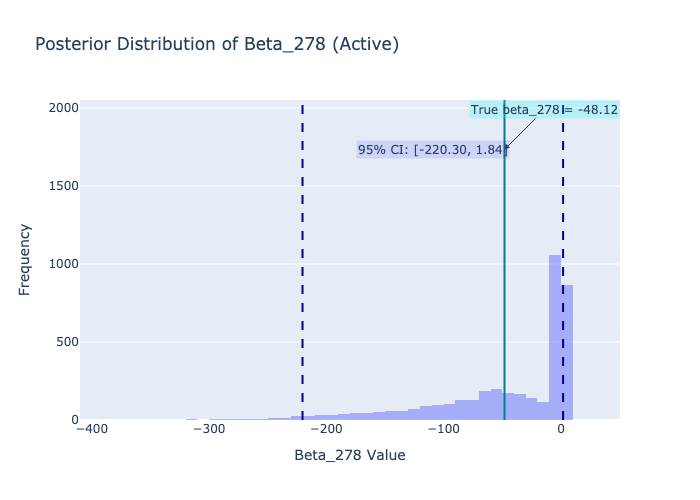 Posterior Distribution of Beta_278 (Active)
True beta_278 = -48.12
95% CI: [-220.30, 1.84]
2000
1500
1000
500
0
Frequency
−400
−300
−200
−100
0
Beta_278 Value